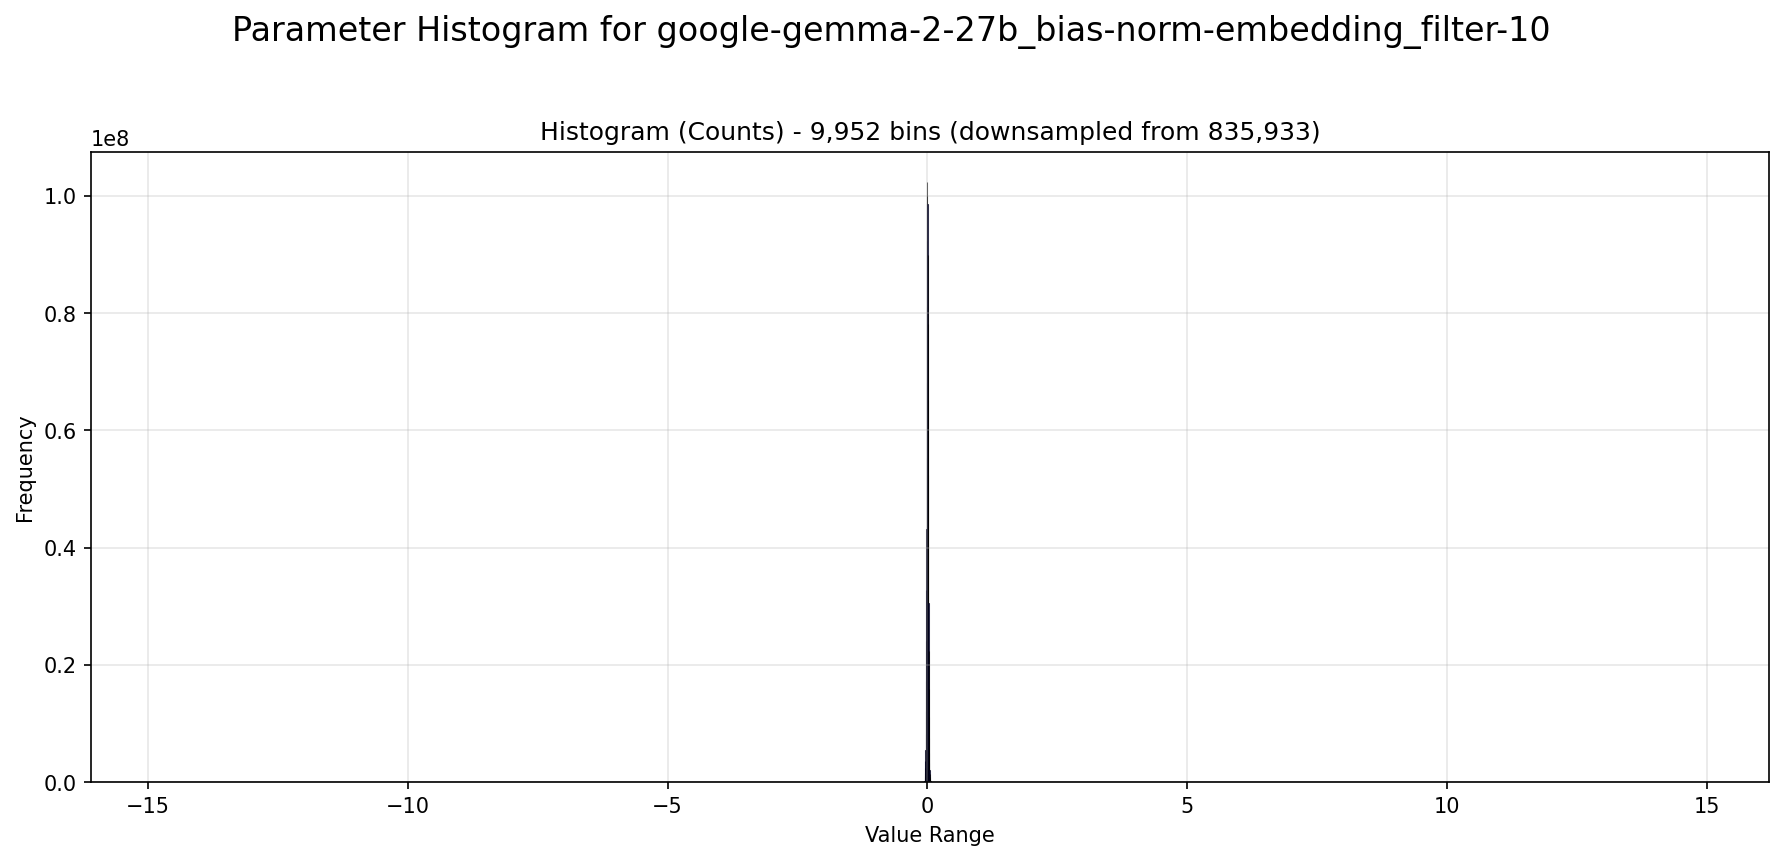 Parameter Histogram for google-gemma-2-27b_bias-norm-embedding_filter-10
Histogram (Counts) - 9,952 bins (downsampled from 835,933)
1e8
1.0
0.8
0.6
0.4
0.2
0.0
Frequency
−15 −10 −5 0 5 10 15
Value Range